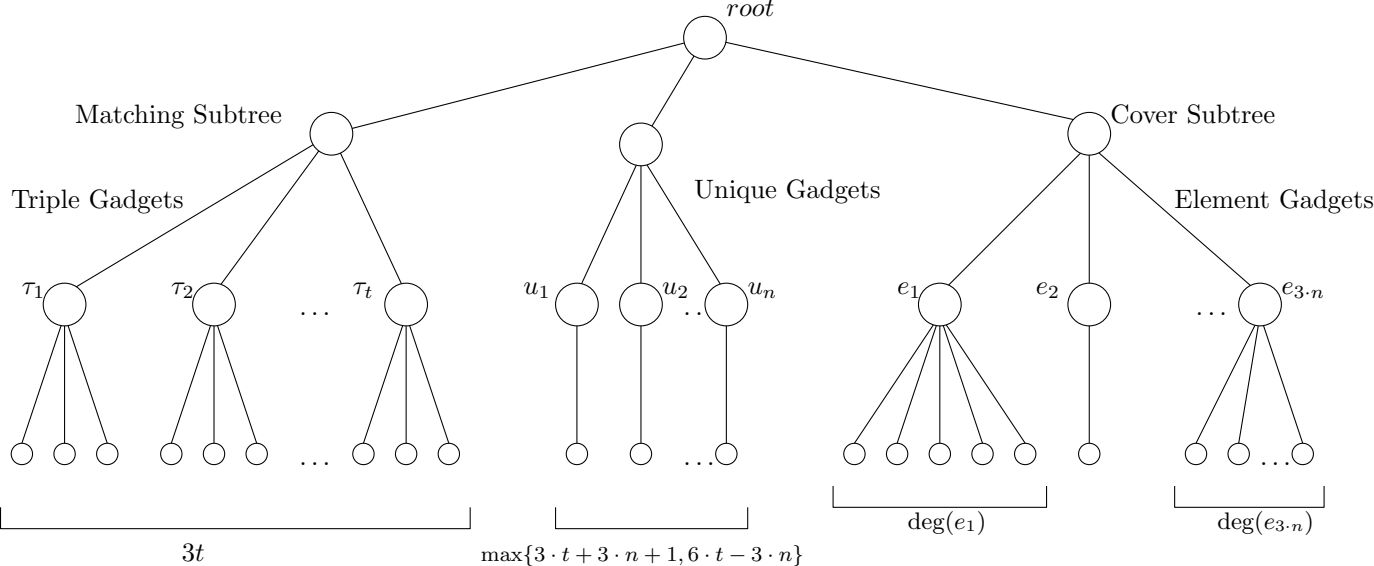 root
Matching Subtree
Cover Subtree
Triple Gadgets
Unique Gadgets
Element Gadgets
τ₁ τ₂ ... τₜ u₁ u₂ .. uₙ e₁ e₂ ... e₃.ₙ
... ... ...
deg(e₁) deg(e₃.ₙ)
3t
max{3 · t + 3 · n + 1, 6 · t − 3 · n}